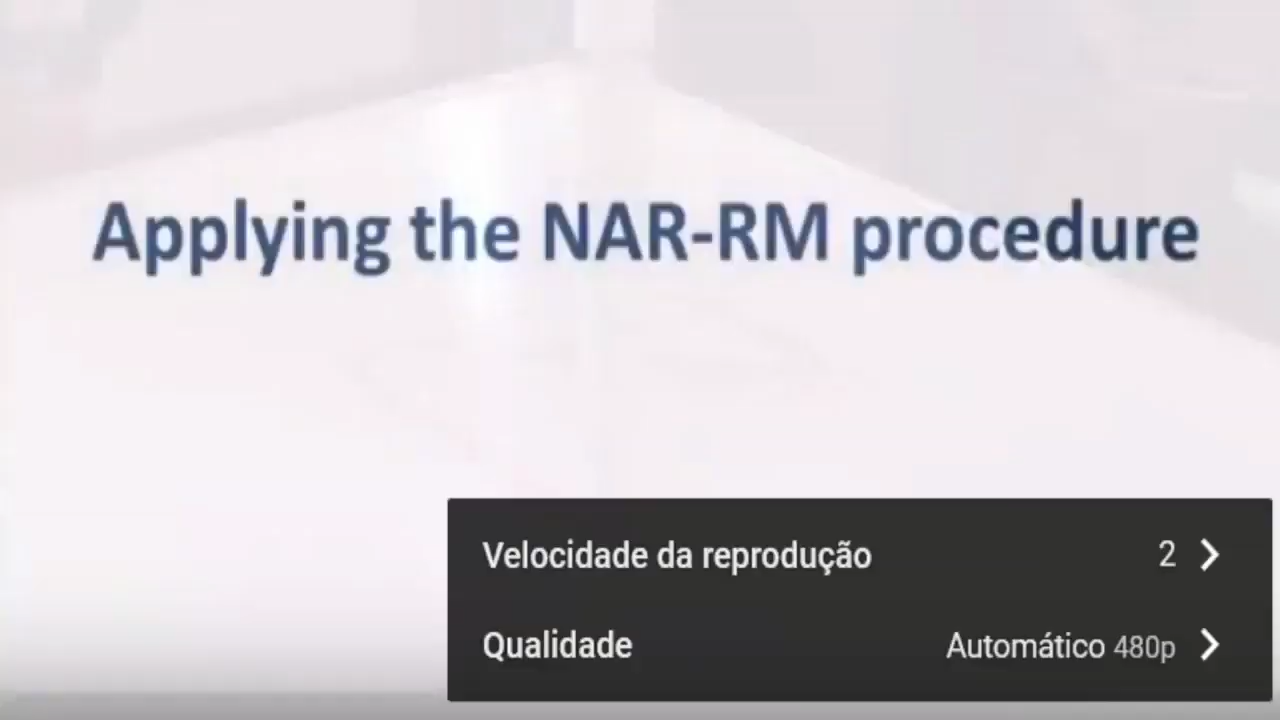 Applying the NAR-RM procedure
Velocidade da reprodução 2
Qualidade Automático 480p